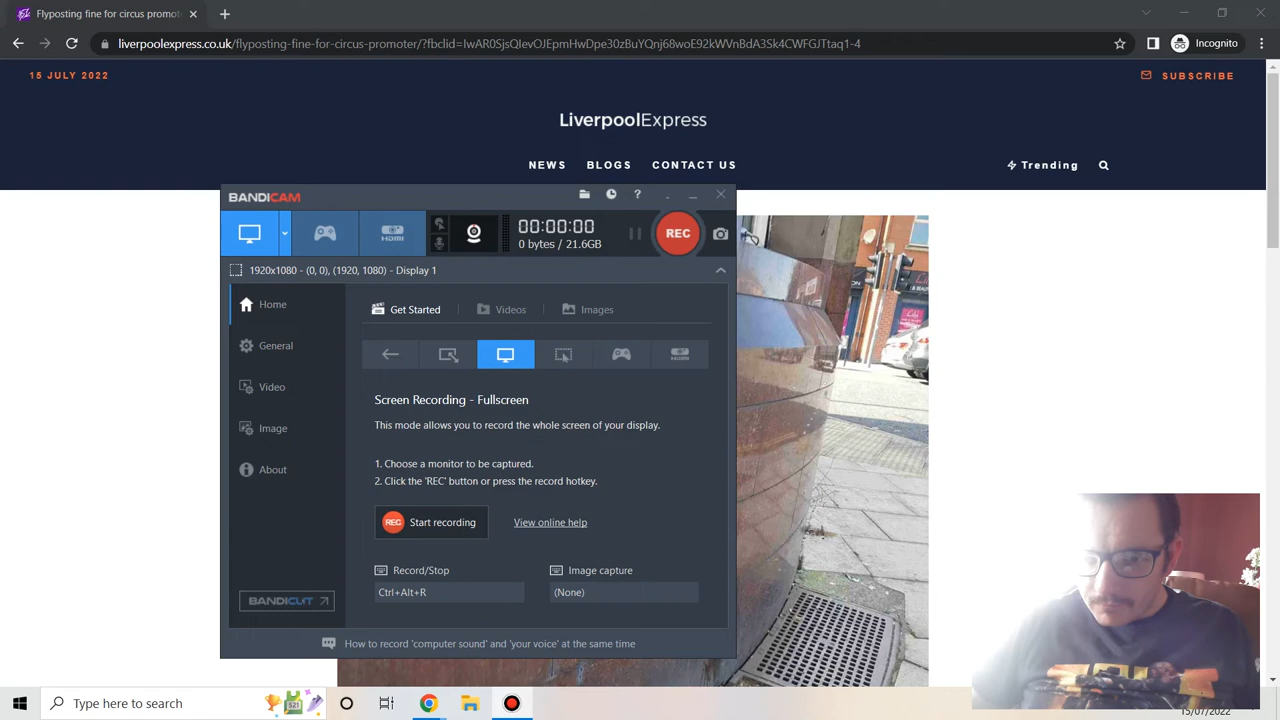 Flyposting fine for circus promot
liverpoolexpress.co.uk/flyposting-fine-for-circus-promoter/?fbclid=IwAR0SjsQlevOJEpmHwDpe30zBuYQnj68woE92kWVnBdA3Sk4CWFGJTtaq1-4
Incognito
15 JULY 2022
SUBSCRIBE
LiverpoolExpress
NEWS BLOGS CONTACT US
Trending
BANDICAM
HDMI
00:00:00
0 bytes / 21.6GB
REC
1920x1080 - (0, 0), (1920, 1080) - Display 1
Home
General
Video
Image
About
BANDICUT
Get Started
Videos
Images
HDMI
Screen Recording - Fullscreen
This mode allows you to record the whole screen of your display.
1. Choose a monitor to be captured.
2. Click the 'REC' button or press the record hotkey.
REC Start recording
View online help
Record/Stop
Ctrl+Alt+R
Image capture
(None)
How to record 'computer sound' and 'your voice' at the same time
Type here to search
15/07/2022